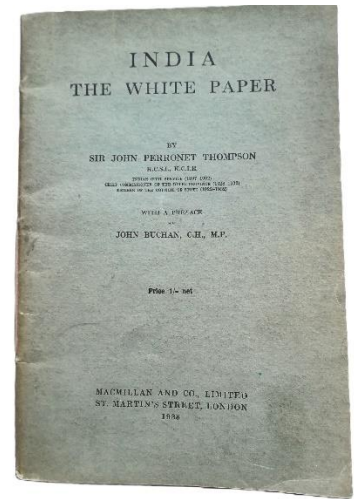 INDIA
THE WHITE PAPER
BY
SIR JOHN PERRONET THOMPSON
K.C.S.I., K.C.I.E.
WITH A PREFACE
JOHN BUCHAN, C.H., M.P.
Price 1/- net
MACMILLAN AND CO., LIMITED
ST. MARTIN'S STREET, LONDON